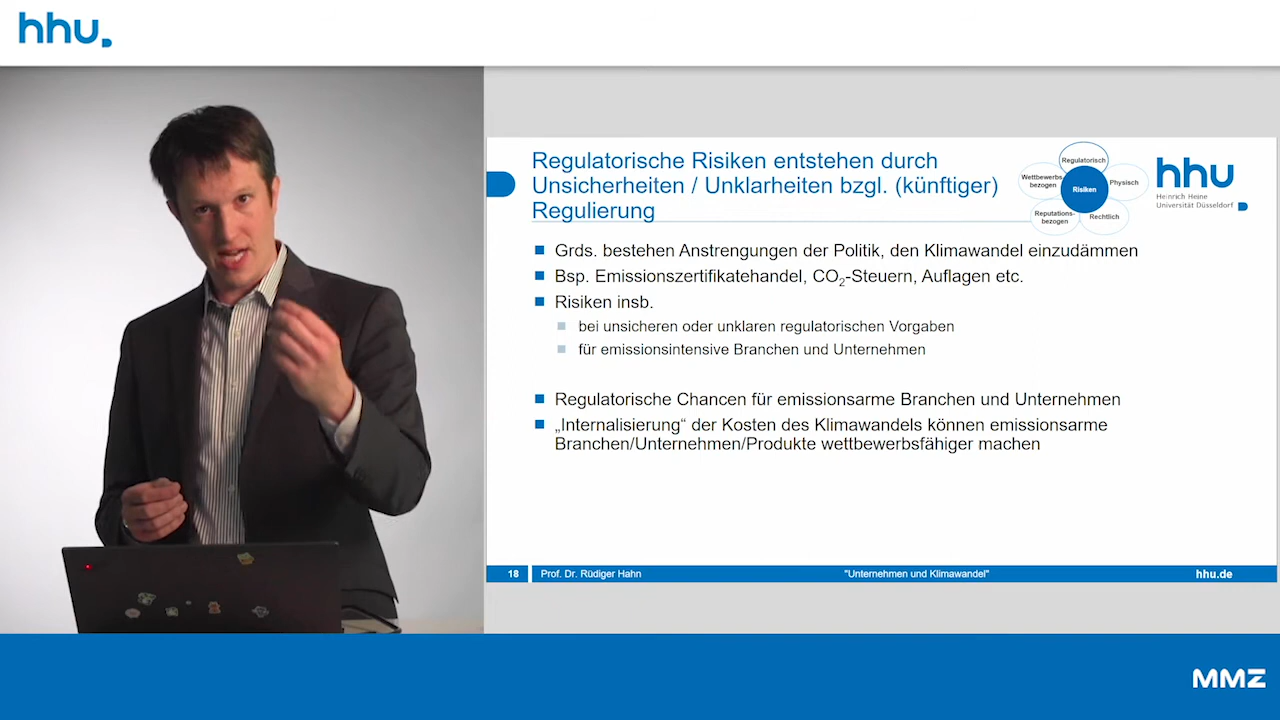 hhu.
Regulatorische Risiken entstehen durch
Unsicherheiten / Unklarheiten bzgl. (künftiger)
Regulierung
Regulatorisch
Wettbewerbs
bezogen
Risiken
Physisch
Reputations-
bezogen
Rechtlich
hhu
Heinrich Heine
Universität Düsseldorf
Grds. bestehen Anstrengungen der Politik, den Klimawandel einzudämmen
Bsp. Emissionszertifikatehandel, CO₂-Steuern, Auflagen etc.
Risiken insb.
bei unsicheren oder unklaren regulatorischen Vorgaben
für emissionsintensive Branchen und Unternehmen
Regulatorische Chancen für emissionsarme Branchen und Unternehmen
„Internalisierung“ der Kosten des Klimawandels können emissionsarme
Branchen/Unternehmen/Produkte wettbewerbsfähiger machen
18 Prof. Dr. Rüdiger Hahn "Unternehmen und Klimawandel" hhu.de
MMZ